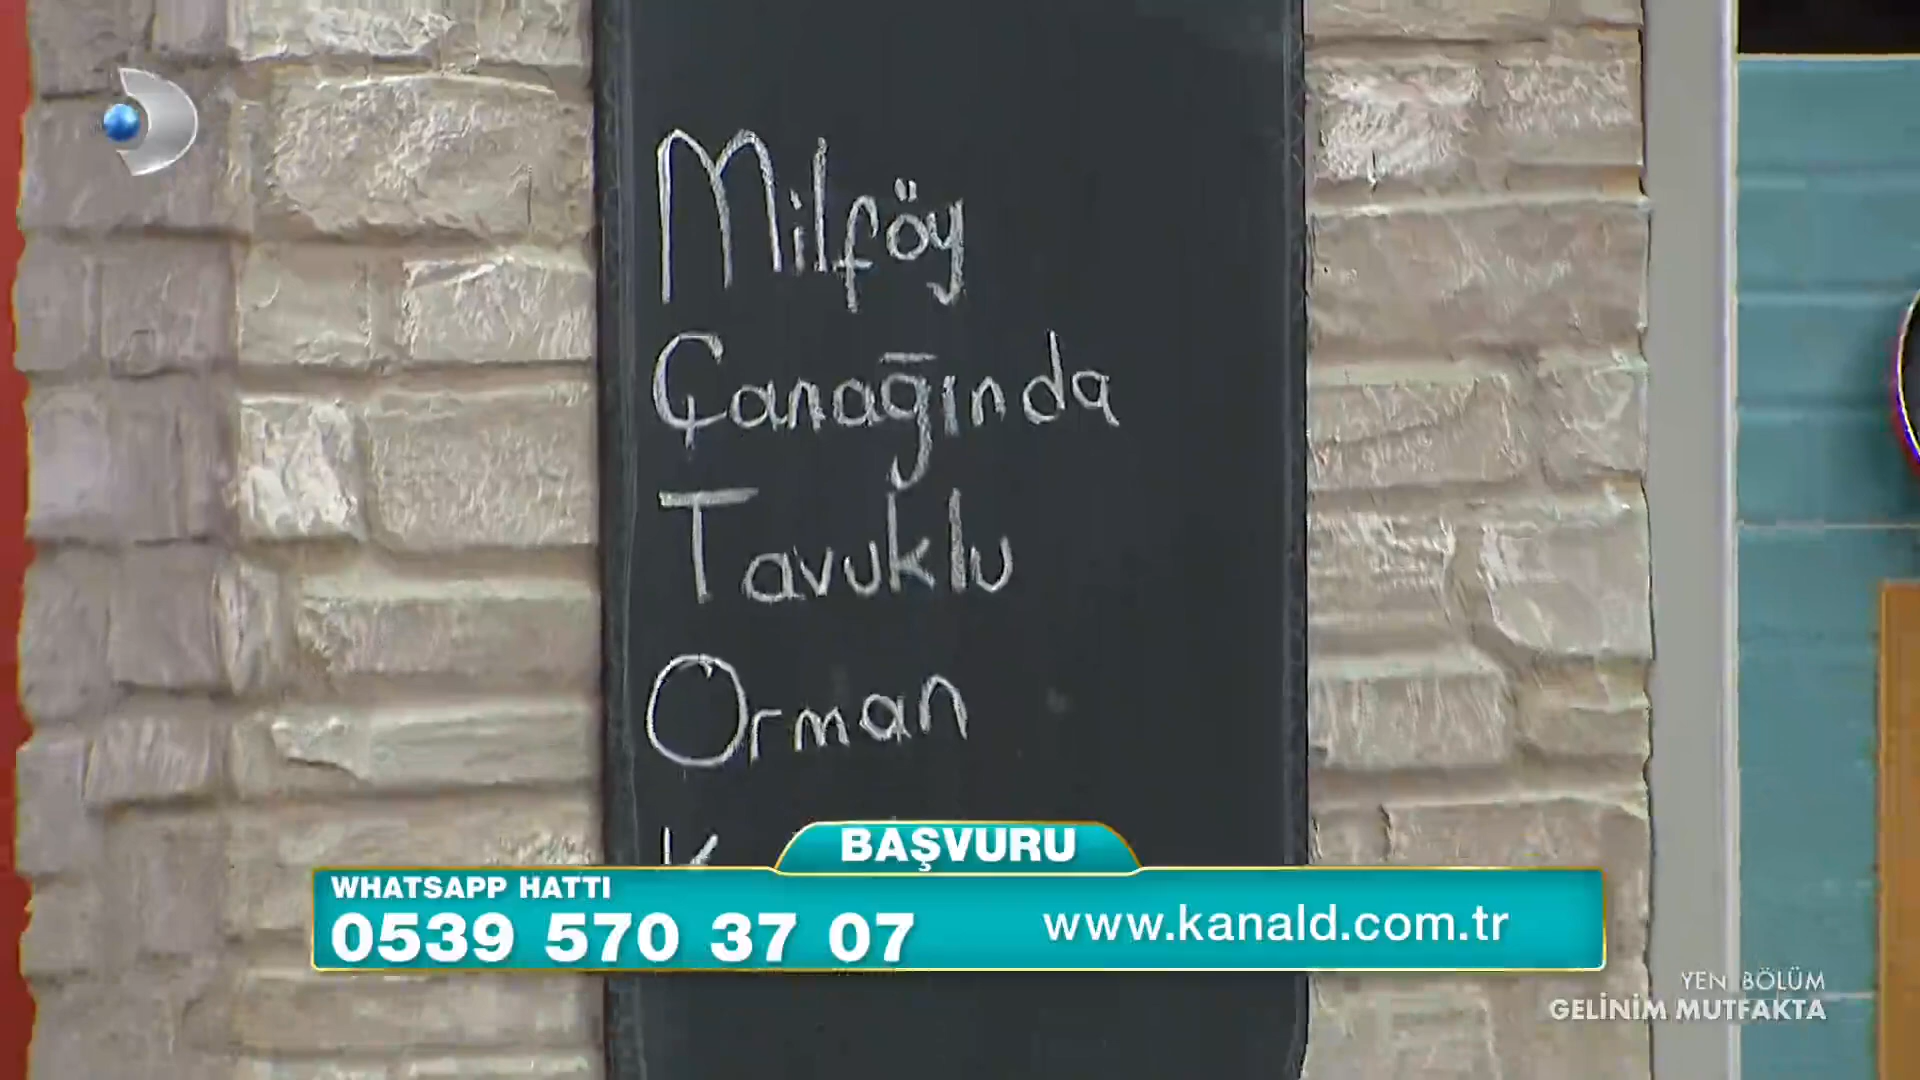 Milföy
Çanağında
Tavuklu
Orman
BAŞVURU
WHATSAPP HATTI
0539 570 37 07
www.kanald.com.tr
YEN BÖLÜM
GELİNİM MUTFAKTA